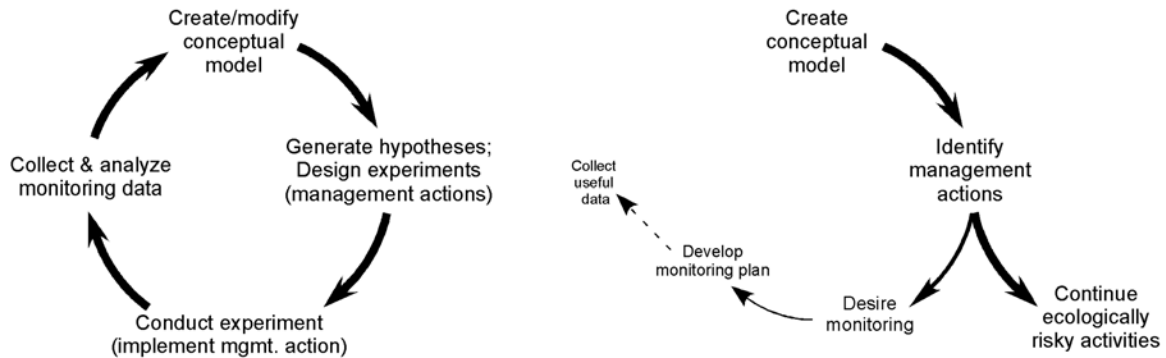 Create/modify
conceptual
model
Generate hypotheses;
Design experiments
(management actions)
Conduct experiment
(implement mgmt. action)
Collect & analyze
monitoring data
Create
conceptual
model
Identify
management
actions
Continue
ecologically
risky activities
Desire
monitoring
Develop
monitoring plan
Collect
useful
data